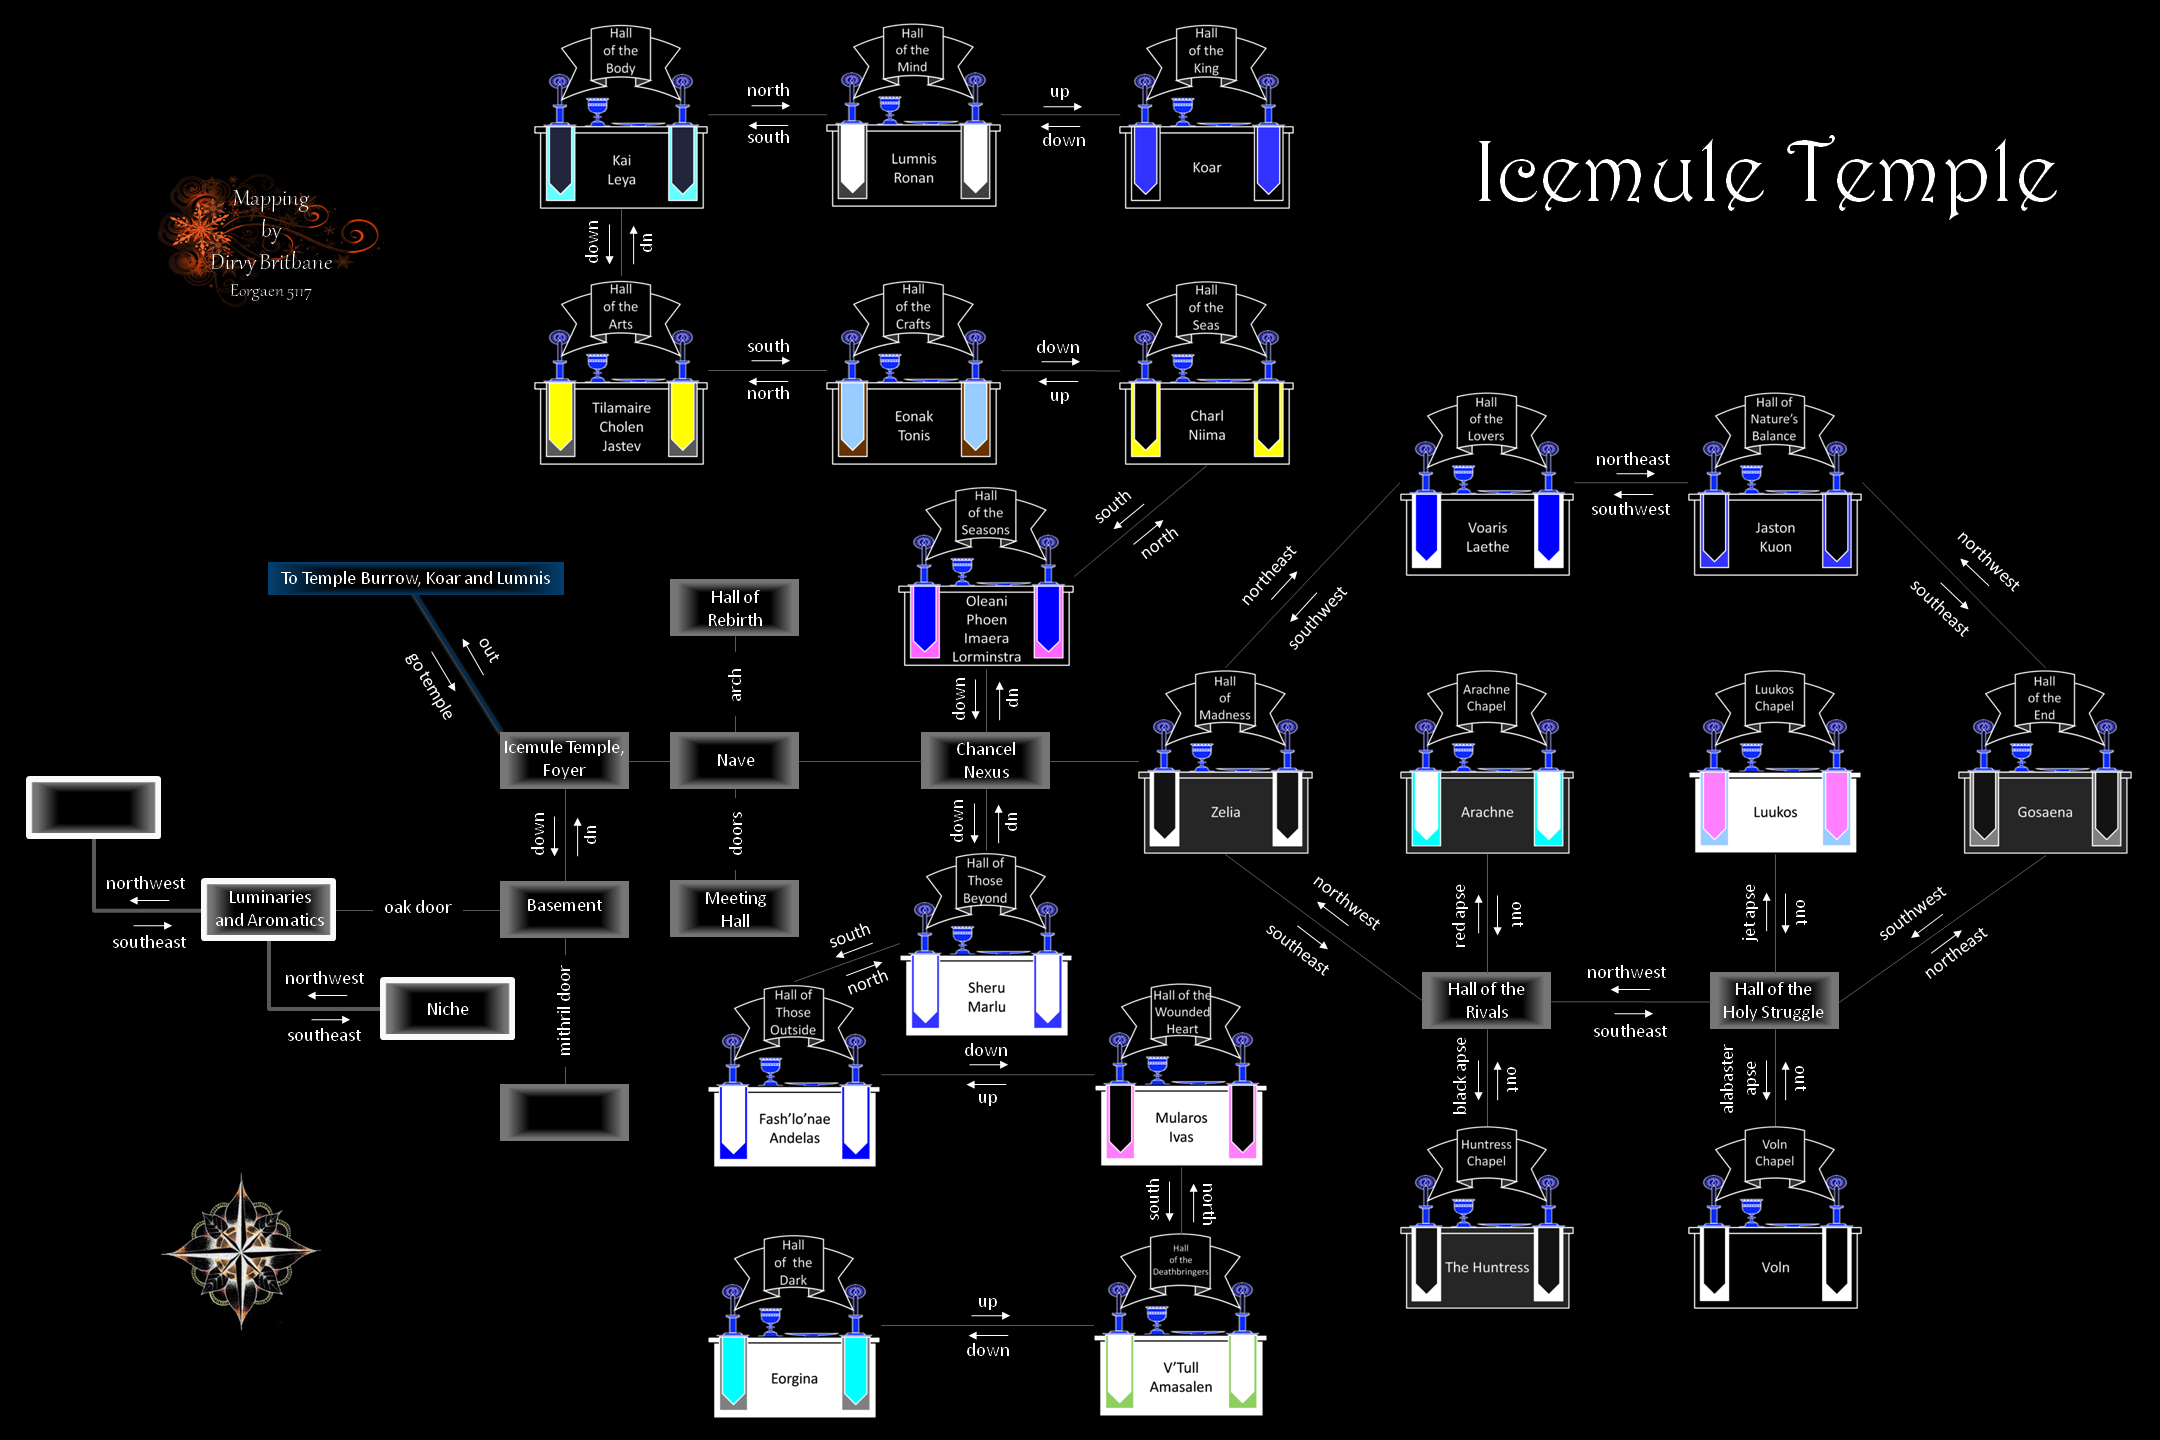 Icemule Temple
Mapping
by
Dirvy Britbane
Eorgaen 5117
Hall
of the
Body
Kai
Leya
north
south
Hall
of the
Mind
Lumnis
Ronan
up
down
Hall
of the
King
Koar
down
up
Hall
of the
Arts
Tilamaire
Cholen
Jastev
south
north
Hall
of the
Crafts
Eonak
Tonis
down
up
Hall
of the
Seas
Charl
Niima
south
north
Hall
of the
Seasons
Oleani
Phoen
Imaera
Lorminstra
down
up
To Temple Burrow, Koar and Lumnis
go temple
out
Icemule Temple,
Foyer
Hall of
Rebirth
arch
Nave
doors
Meeting
Hall
Chancel
Nexus
down
up
down
up
Basement
oak door
Luminaries
and Aromatics
northwest
southeast
northwest
southeast
Niche
mithril door
Hall of
Those
Beyond
Sheru
Marlu
south
north
Hall of
Those
Outside
Fash'lo'nae
Andelas
down
up
Hall of the
Wounded
Heart
Mularos
Ivas
south
north
Hall
of the
Deathbringers
V'Tull
Amasalen
up
down
Hall
of the
Dark
Eorgina
Hall
of
Madness
Zelia
northeast
southwest
Hall
of the
Lovers
Voaris
Laethe
northeast
southwest
Hall of
Nature's
Balance
Jaston
Kuon
northwest
southeast
Hall
of the
End
Gosaena
southwest
northeast
northwest
southeast
Hall of the
Rivals
northwest
southeast
Hall of the
Holy Struggle
red apse
out
Arachne
Chapel
Arachne
jet apse
out
Luukos
Chapel
Luukos
black apse
out
Huntress
Chapel
The Huntress
alabaster
apse
out
Voln
Chapel
Voln